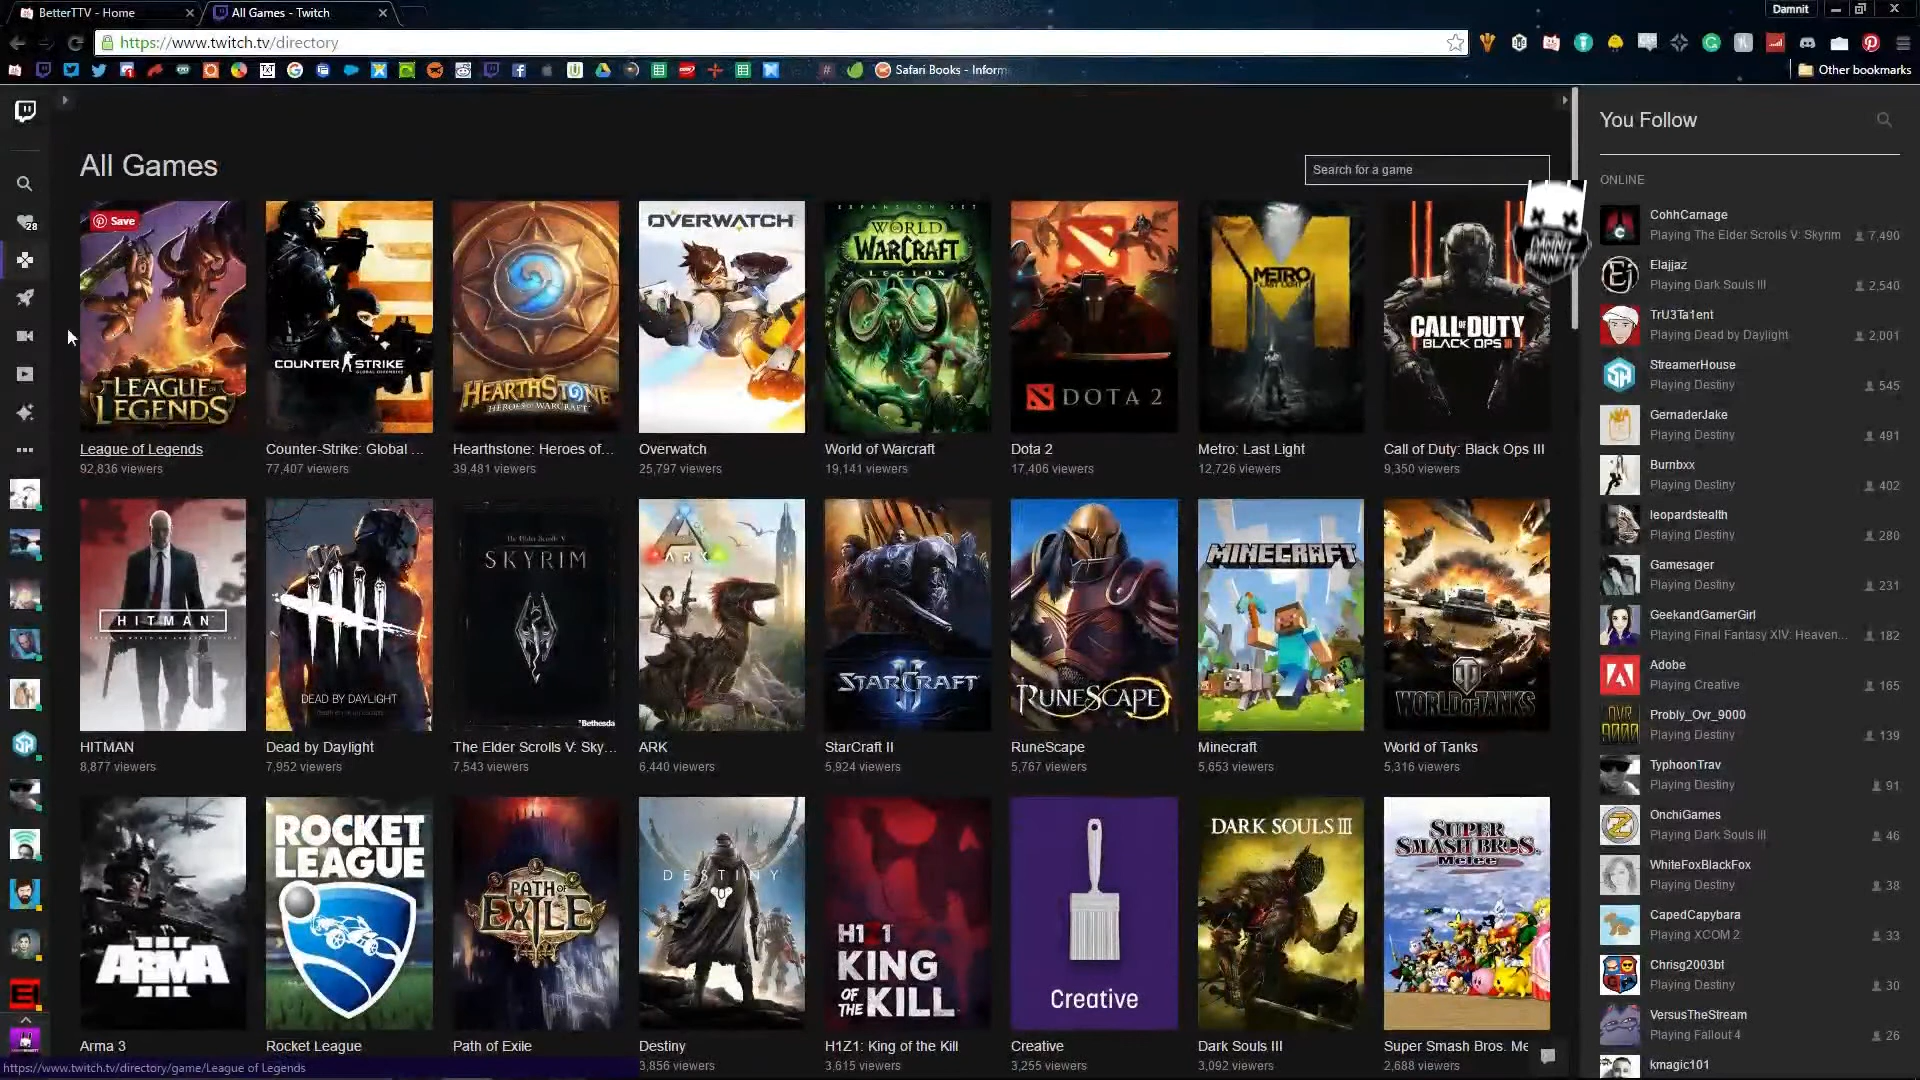 BetterTTV - Home
All Games - Twitch
Damnit
https://www.twitch.tv/directory
Safari Books - Inform
Other bookmarks
All Games
Search for a game
Save
LEAGUE of LEGENDS
League of Legends
92,836 viewers
COUNTER STRIKE
Counter-Strike: Global ...
77,407 viewers
HEARTHSTONE
HEROES OF WARCRAFT
Hearthstone: Heroes of...
39,481 viewers
OVERWATCH
Overwatch
25,797 viewers
EXPANSION SET
WORLD OF WARCRAFT
LEGION
World of Warcraft
19,141 viewers
DOTA 2
Dota 2
17,406 viewers
METRO
LAST LIGHT
Metro: Last Light
12,726 viewers
CALL OF DUTY
BLACK OPS III
Call of Duty: Black Ops III
9,350 viewers
HITMAN
HITMAN
8,877 viewers
DEAD BY DAYLIGHT
Dead by Daylight
7,952 viewers
The Elder Scrolls V
SKYRIM
Bethesda
The Elder Scrolls V: Sky...
7,543 viewers
ARK
ARK
6,440 viewers
STARCRAFT
II
StarCraft II
5,924 viewers
RUNESCAPE
RuneScape
5,767 viewers
MINECRAFT
Minecraft
5,653 viewers
WORLD OF TANKS
World of Tanks
5,316 viewers
ARMA
III
Arma 3
ROCKET
LEAGUE
Rocket League
PATH OF
EXILE
Path of Exile
DESTINY
Destiny
3,856 viewers
H1Z1
KING
OF THE KILL
H1Z1: King of the Kill
3,615 viewers
Creative
Creative
3,255 viewers
DARK SOULS III
Dark Souls III
3,092 viewers
SUPER
SMASH BROS.
Melee
Super Smash Bros. Me
2,688 viewers
https://www.twitch.tv/directory/game/League of Legends
28
You Follow
ONLINE
CohhCarnage
Playing The Elder Scrolls V: Skyrim 7,490
Elajjaz
Playing Dark Souls III 2,540
TrU3Ta1ent
Playing Dead by Daylight 2,001
StreamerHouse
Playing Destiny 545
GernaderJake
Playing Destiny 491
Burnbxx
Playing Destiny 402
leopardstealth
Playing Destiny 280
Gamesager
Playing Destiny 231
GeekandGamerGirl
Playing Final Fantasy XIV: Heaven... 182
Adobe
Playing Creative 165
Probly_Ovr_9000
Playing Destiny 139
TyphoonTrav
Playing Destiny 91
OnchiGames
Playing Dark Souls III 46
WhiteFoxBlackFox
Playing Destiny 38
CapedCapybara
Playing XCOM 2 33
Chrisg2003bt
Playing Destiny 30
VersusTheStream
Playing Fallout 4 26
kmagic101